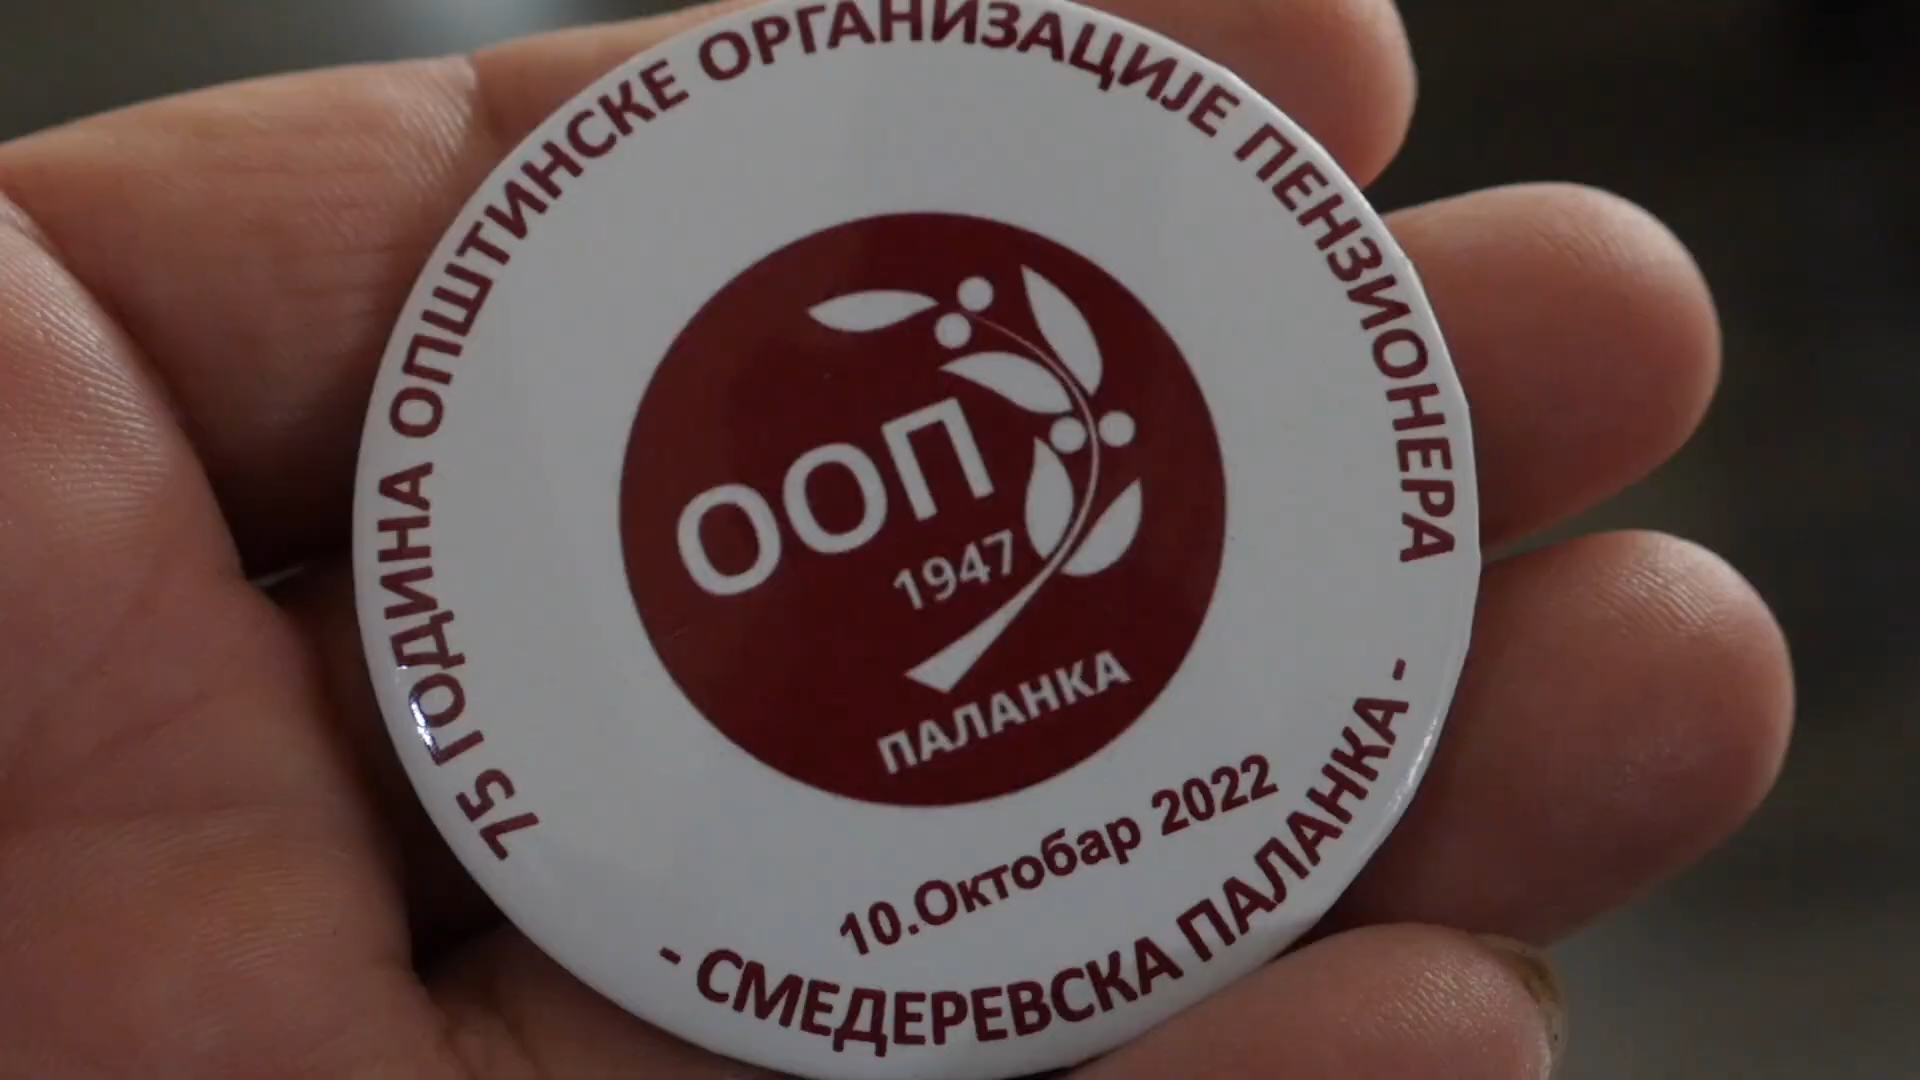 75 ГОДИНА ОПШТИНСКЕ ОРГАНИЗАЦИЈЕ ПЕНЗИОНЕРА
ООП
1947
ПАЛАНКА
10.Октобар 2022
- СМЕДЕРЕВСКА ПАЛАНКА -